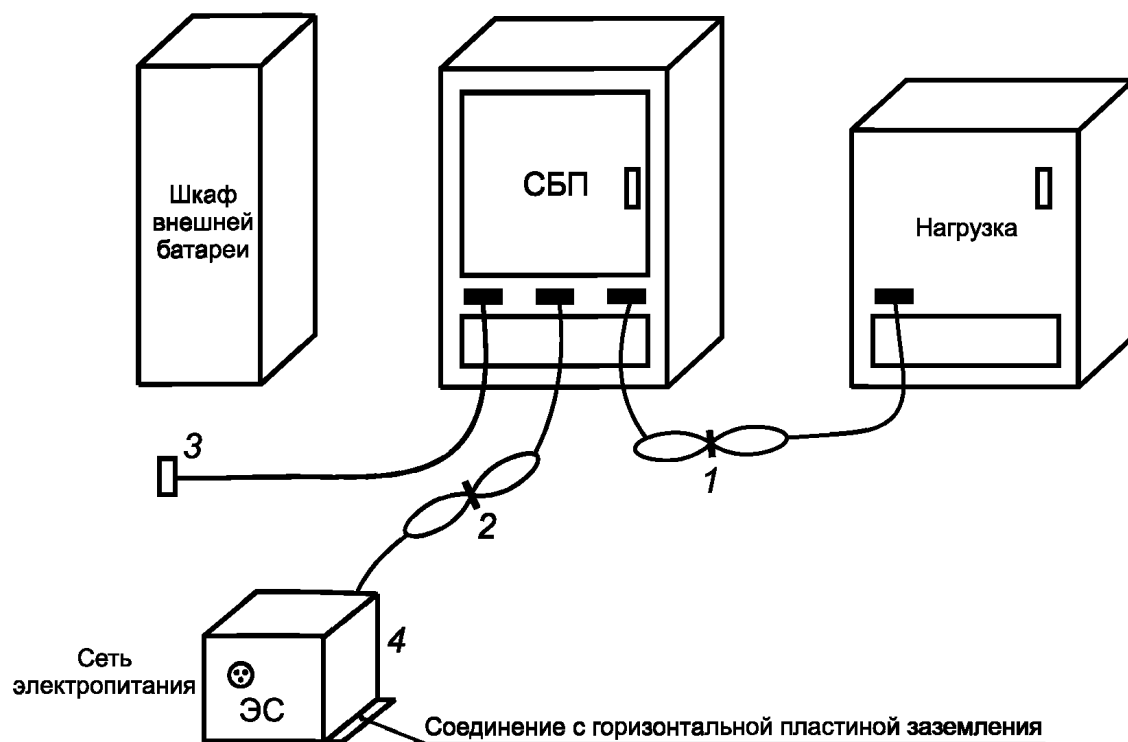 Шкаф
внешней
батареи
СБП
Нагрузка
3
1
2
4
Сеть
электропитания
ЭС
Соединение с горизонтальной пластиной заземления